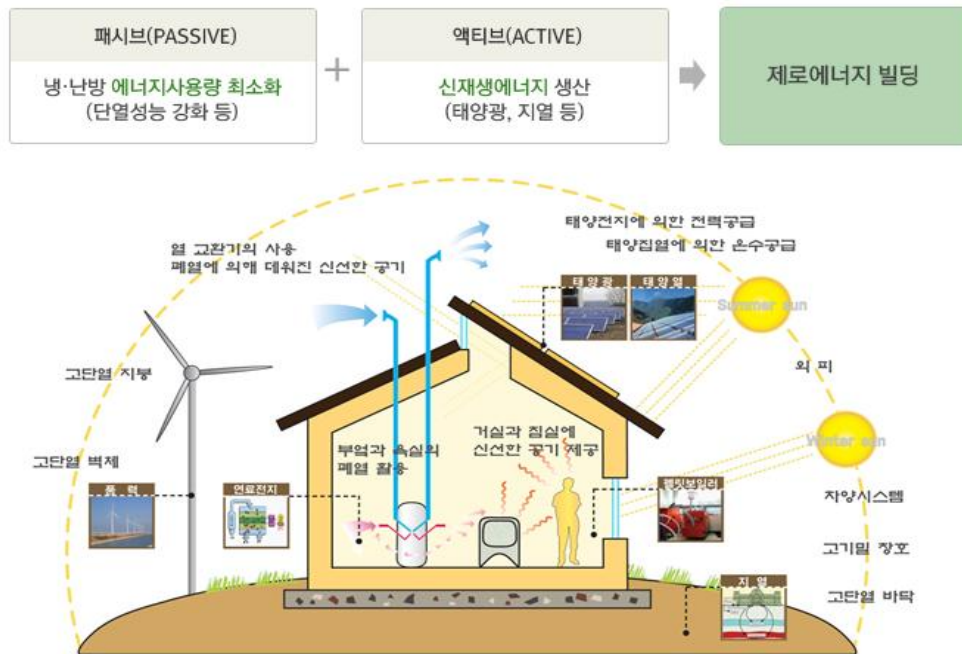 패시브(PASSIVE)
냉·난방 에너지사용량 최소화
(단열성능 강화 등)
+
액티브(ACTIVE)
신재생에너지 생산
(태양광, 지열 등)
제로에너지 빌딩
태양전지에 의한 전력공급
태양집열에 의한 온수공급
열 교환기의 사용
폐열에 의해 데워진 신선한 공기
태양광
태양열
Summer sun
고단열 지붕
외 피
부엌과 욕실의
폐열 활용
거실과 침실에
신선한 공기 제공
Winter sun
고단열 벽체
풍 력
연료전지
펠릿보일러
차양시스템
고기밀 창호
지 열
고단열 바닥